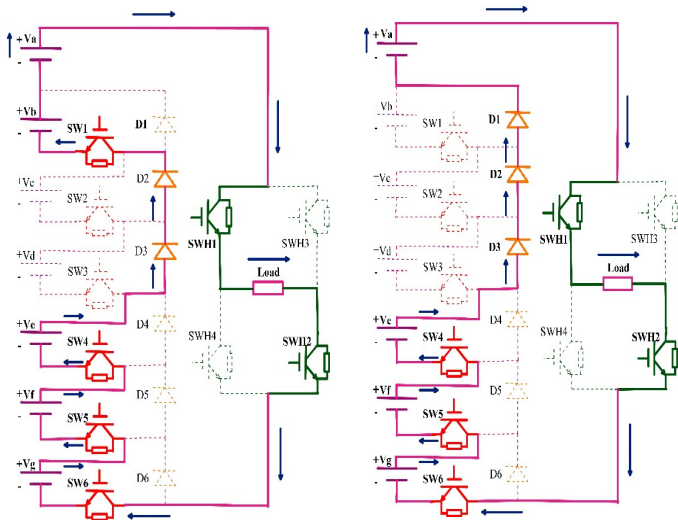 +Va
-
+Vb
-
SW1
D1
+Vc
-
SW2
D2
+Vd
-
SW3
D3
+Ve
-
SW4
D4
+Vf
-
SW5
D5
+Vg
-
SW6
D6
SWH1
SWH3
Load
SWH4
SWH2
+Va
-
Vb
-
SW1
D1
Vc
-
SW2
D2
Vd
-
SW3
D3
+Ve
-
SW4
D4
+Vf
-
SW5
D5
+Vg
-
SW6
D6
SWH1
SWH3
Load
SWH4
SWH2